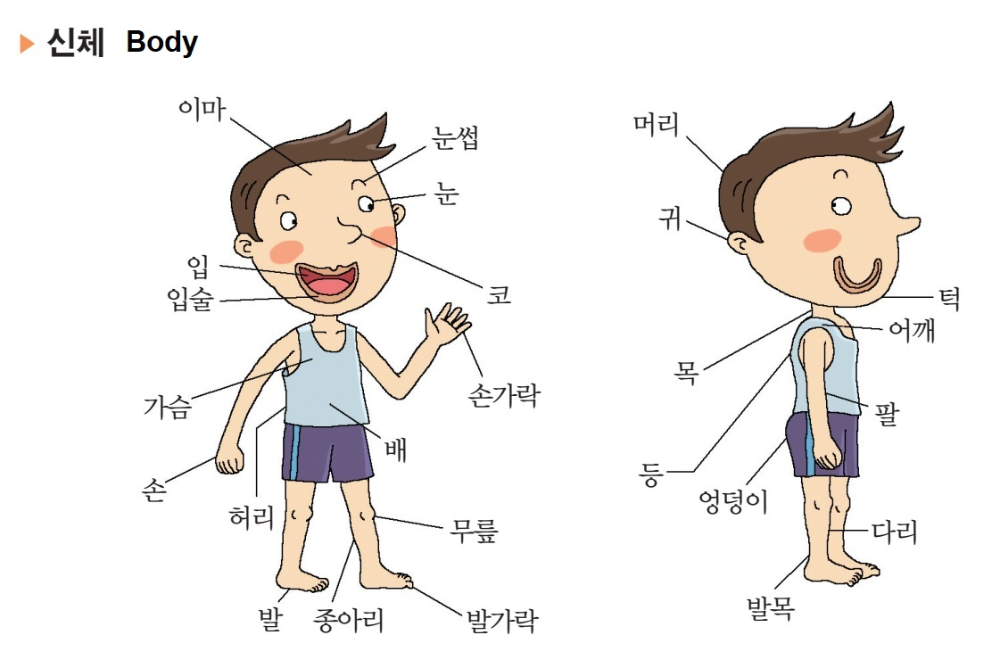 신체 Body
이마
눈썹
눈
입
입술
코
손가락
가슴
배
손
허리
무릎
발
종아리
발가락
머리
귀
턱
어깨
목
팔
등
엉덩이
다리
발목